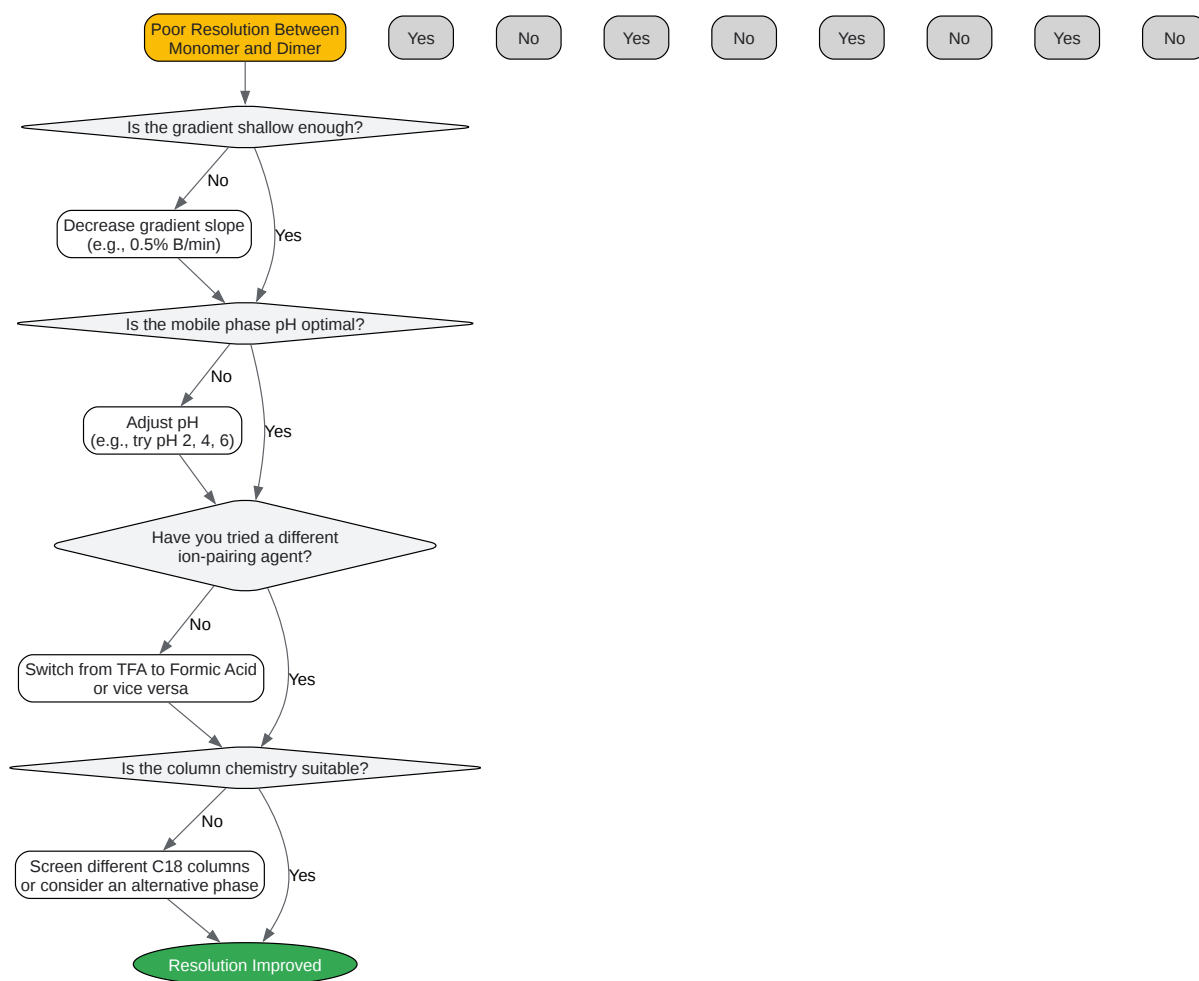 Poor Resolution Between
Monomer and Dimer
Yes
No
Yes
No
Yes
No
Yes
No
Is the gradient shallow enough?
No
Decrease gradient slope
(e.g., 0.5% B/min)
Yes
Is the mobile phase pH optimal?
No
Adjust pH
(e.g., try pH 2, 4, 6)
Yes
Have you tried a different
ion-pairing agent?
No
Switch from TFA to Formic Acid
or vice versa
Yes
Is the column chemistry suitable?
No
Screen different C18 columns
or consider an alternative phase
Yes
Resolution Improved